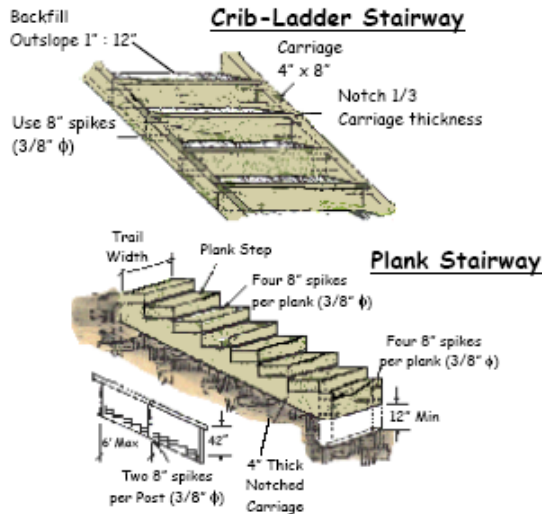 Crib-Ladder Stairway
Backfill
Outslope 1" : 12"
Carriage
4" x 8"
Notch 1/3
Carriage thickness
Use 8" spikes
(3/8" ϕ)
Plank Stairway
Trail
Width
Plank Step
Four 8" spikes
per plank (3/8" ϕ)
Four 8" spikes
per plank (3/8" ϕ)
12" Min
6' Max
42"
Two 8" spikes
per Post (3/8" ϕ)
4" Thick
Notched
Carriage